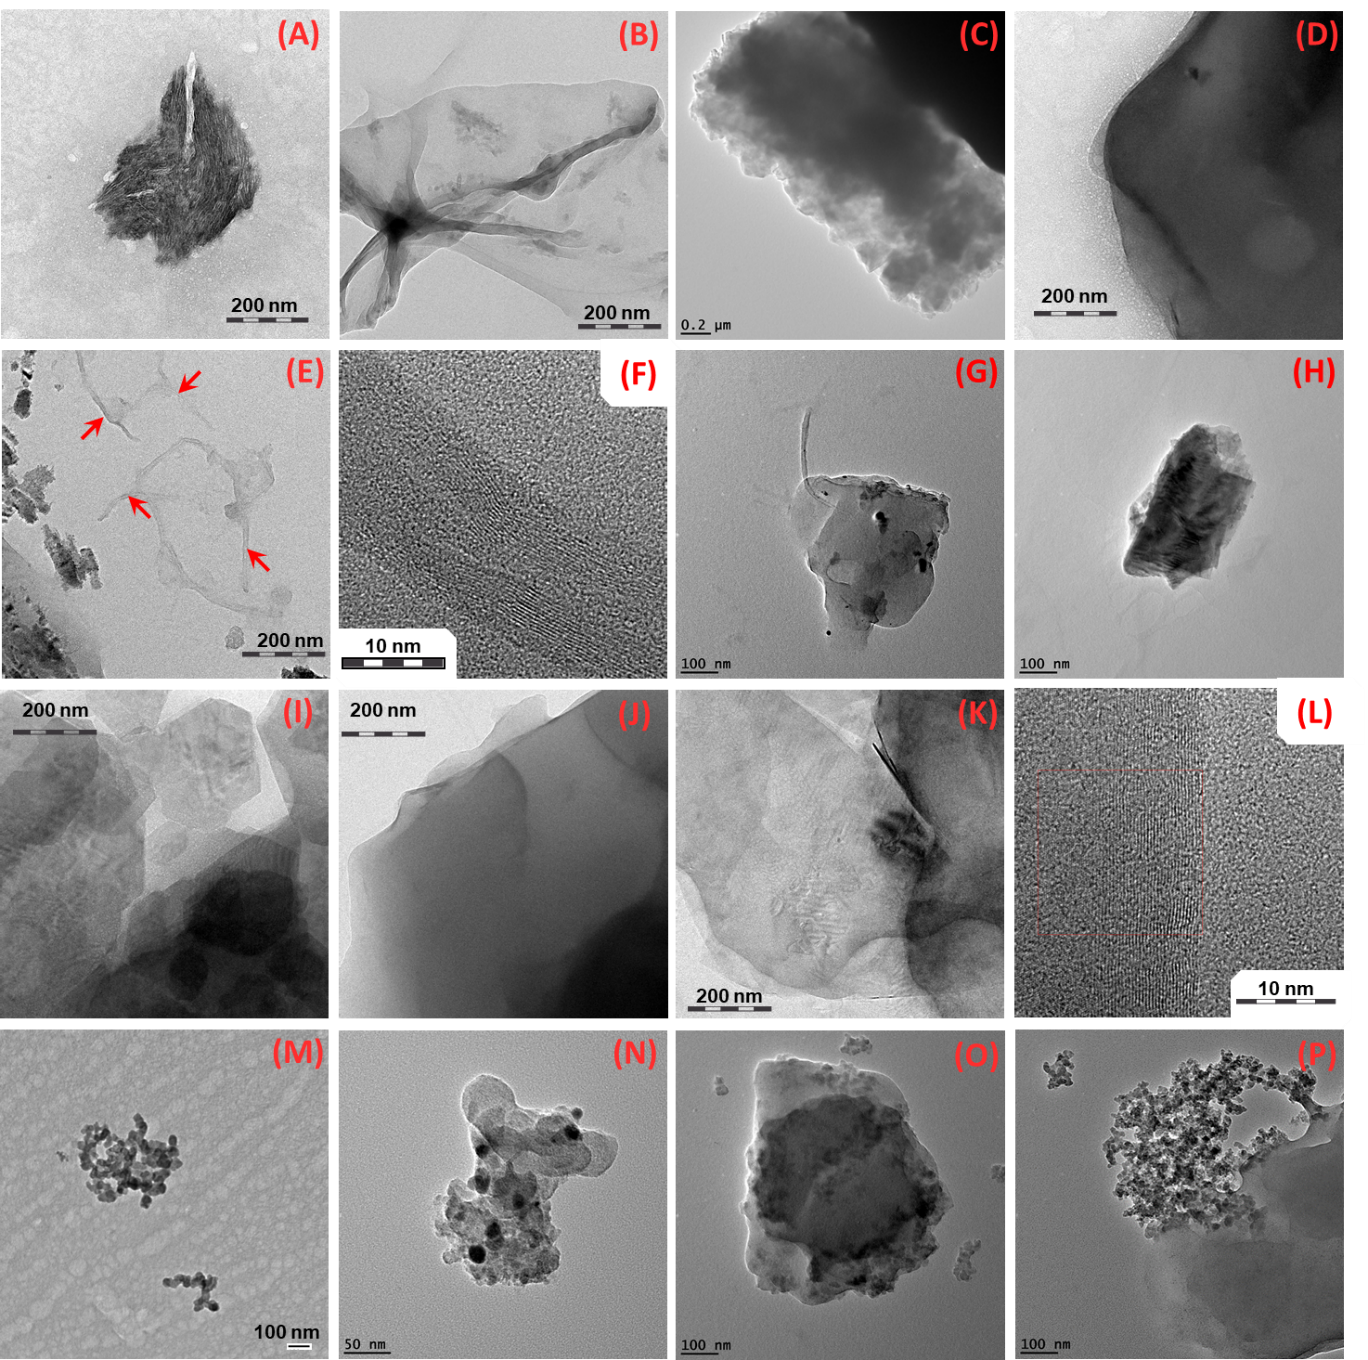 (A)
200 nm
(B)
200 nm
(C)
0.2 µm
(D)
200 nm
(E)
200 nm
(F)
10 nm
(G)
100 nm
(H)
100 nm
(I)
200 nm
(J)
200 nm
(K)
200 nm
(L)
10 nm
(M)
100 nm
(N)
50 nm
(O)
100 nm
(P)
100 nm